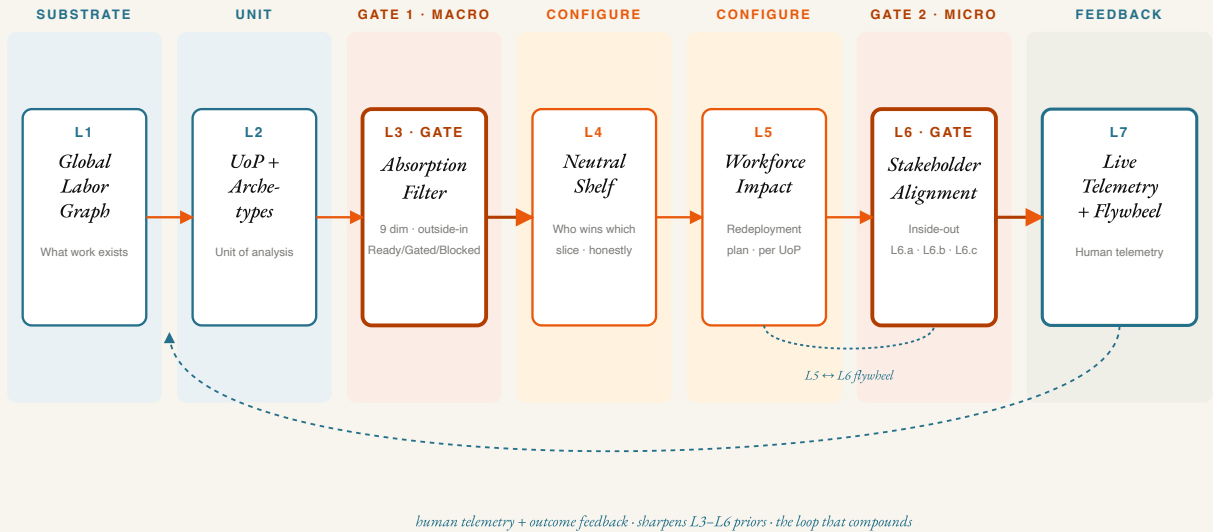 SUBSTRATE
UNIT
GATE 1 · MACRO
CONFIGURE
CONFIGURE
GATE 2 · MICRO
FEEDBACK
L1
Global
Labor
Graph
What work exists
L2
UoP +
Arche-
types
Unit of analysis
L3 · GATE
Absorption
Filter
9 dim · outside-in
Ready/Gated/Blocked
L4
Neutral
Shelf
Who wins which
slice · honestly
L5
Workforce
Impact
Redeployment
plan · per UoP
L6 · GATE
Stakeholder
Alignment
Inside-out
L6.a · L6.b · L6.c
L7
Live
Telemetry
+ Flywheel
Human telemetry
L5 ↔ L6 flywheel
human telemetry + outcome feedback · sharpens L3–L6 priors · the loop that compounds